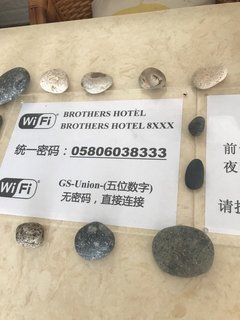 WiFi
BROTHERS HOTEL
BROTHERS HOTEL 8XXX
统一密码：05806038333
WiFi
GS-Union-(五位数字)
无密码，直接连接
前
夜
请